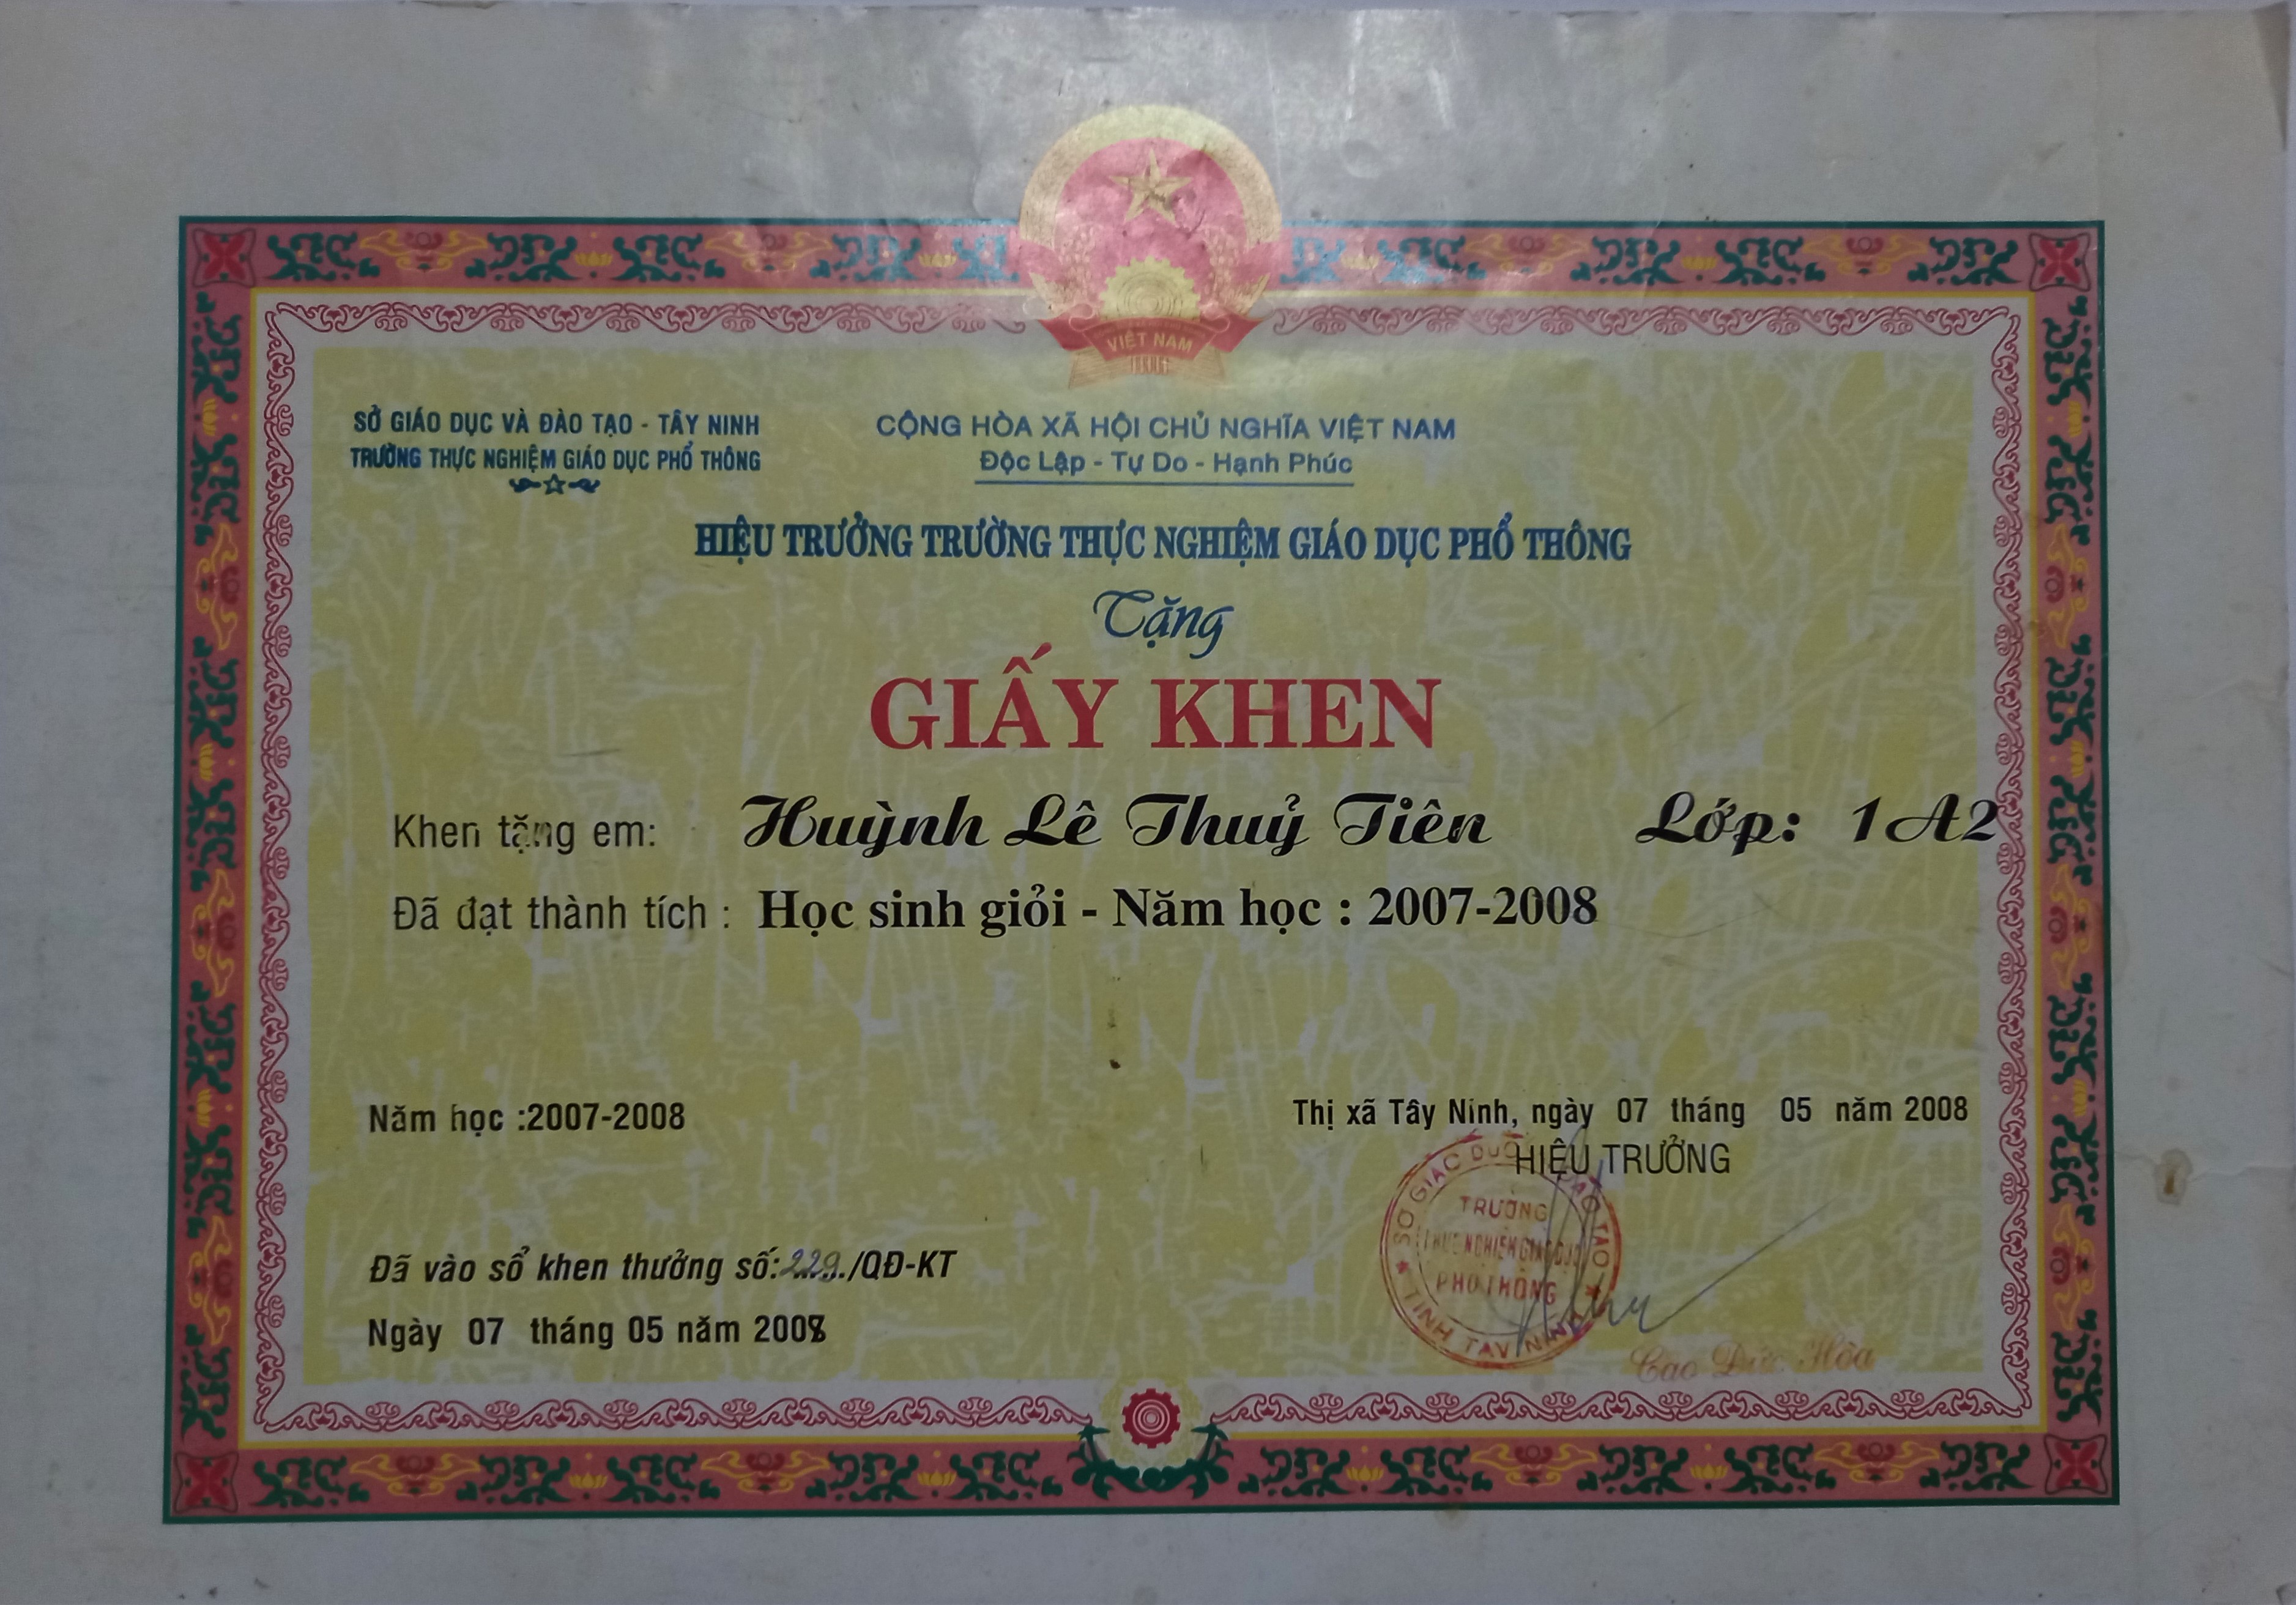 VIỆT NAM
SỞ GIÁO DỤC VÀ ĐÀO TẠO - TÂY NINH
TRƯỜNG THỰC NGHIỆM GIÁO DỤC PHỔ THÔNG
CỘNG HÒA XÃ HỘI CHỦ NGHĨA VIỆT NAM
Độc Lập - Tự Do - Hạnh Phúc
HIỆU TRƯỞNG TRƯỜNG THỰC NGHIỆM GIÁO DỤC PHỔ THÔNG
Tặng
GIẤY KHEN
Khen tặng em: Huỳnh Lê Thuỷ Tiên Lớp: 1A2
Đã đạt thành tích : Học sinh giỏi - Năm học : 2007-2008
Năm học :2007-2008
Thị xã Tây Ninh, ngày 07 tháng 05 năm 2008
HIỆU TRƯỞNG
SỞ GIÁO DỤC ĐÀO TẠO
TRƯỜNG
THỰC NGHIỆM GIÁO DỤC
PHỔ THÔNG
TỈNH TÂY NINH
Đã vào sổ khen thưởng số: 229/QĐ-KT
Ngày 07 tháng 05 năm 2008
Cao Đức Hòa